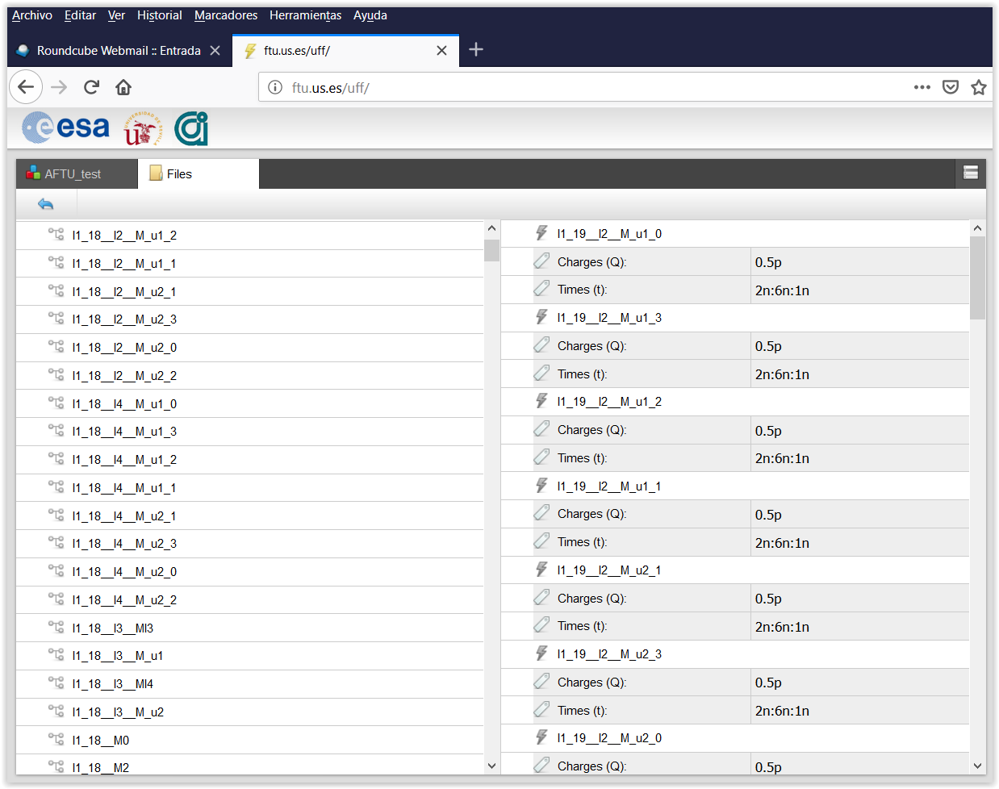 Archivo Editar Ver Historial Marcadores Herramientas Ayuda
Roundcube Webmail :: Entrada
ftu.us.es/uff/
ftu.us.es/uff/
esa
UNIVERSIDAD DE SEVILLA
AFTU_test
Files
I1_18__I2__M_u1_2
I1_18__I2__M_u1_1
I1_18__I2__M_u2_1
I1_18__I2__M_u2_3
I1_18__I2__M_u2_0
I1_18__I2__M_u2_2
I1_18__I4__M_u1_0
I1_18__I4__M_u1_3
I1_18__I4__M_u1_2
I1_18__I4__M_u1_1
I1_18__I4__M_u2_1
I1_18__I4__M_u2_3
I1_18__I4__M_u2_0
I1_18__I4__M_u2_2
I1_18__I3__MI3
I1_18__I3__M_u1
I1_18__I3__MI4
I1_18__I3__M_u2
I1_18__M0
I1_18__M2
I1_19__I2__M_u1_0
Charges (Q): 0.5p
Times (t): 2n:6n:1n
I1_19__I2__M_u1_3
Charges (Q): 0.5p
Times (t): 2n:6n:1n
I1_19__I2__M_u1_2
Charges (Q): 0.5p
Times (t): 2n:6n:1n
I1_19__I2__M_u1_1
Charges (Q): 0.5p
Times (t): 2n:6n:1n
I1_19__I2__M_u2_1
Charges (Q): 0.5p
Times (t): 2n:6n:1n
I1_19__I2__M_u2_3
Charges (Q): 0.5p
Times (t): 2n:6n:1n
I1_19__I2__M_u2_0
Charges (Q): 0.5p